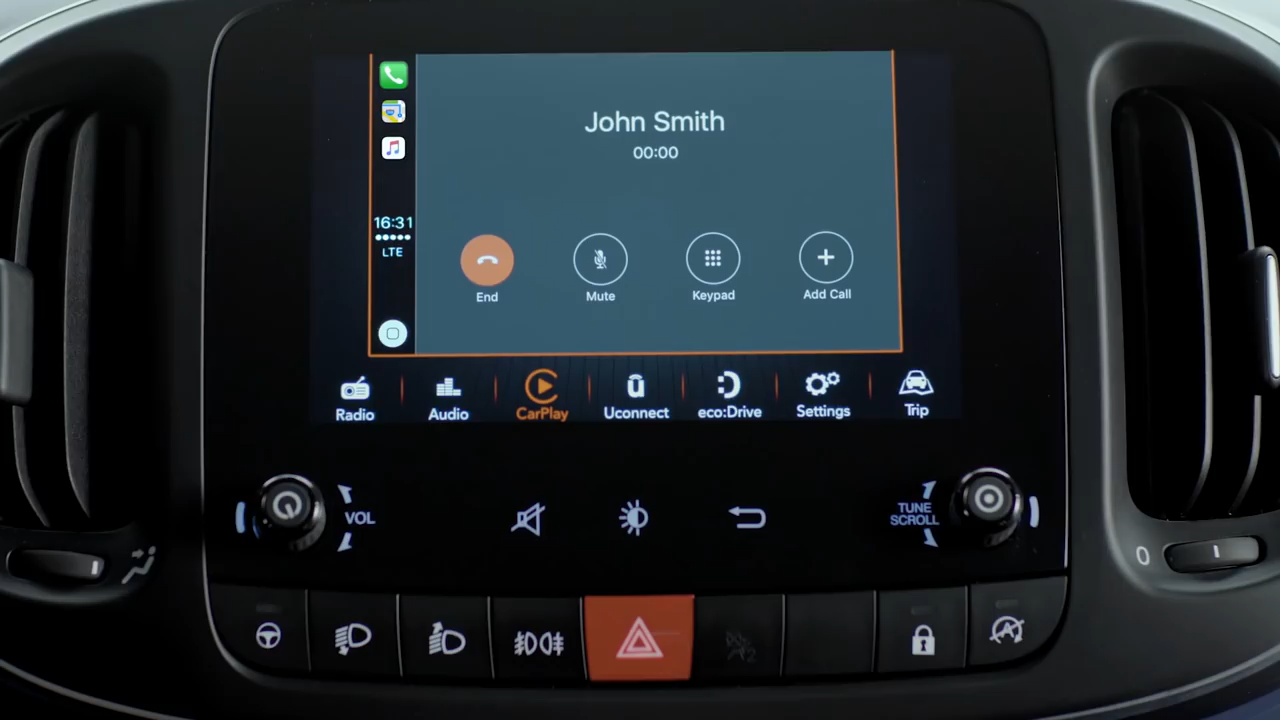 John Smith
00:00
16:31
LTE
End
Mute
Keypad
Add Call
Radio
Audio
CarPlay
Uconnect
eco:Drive
Settings
Trip
VOL
TUNE
SCROLL
0